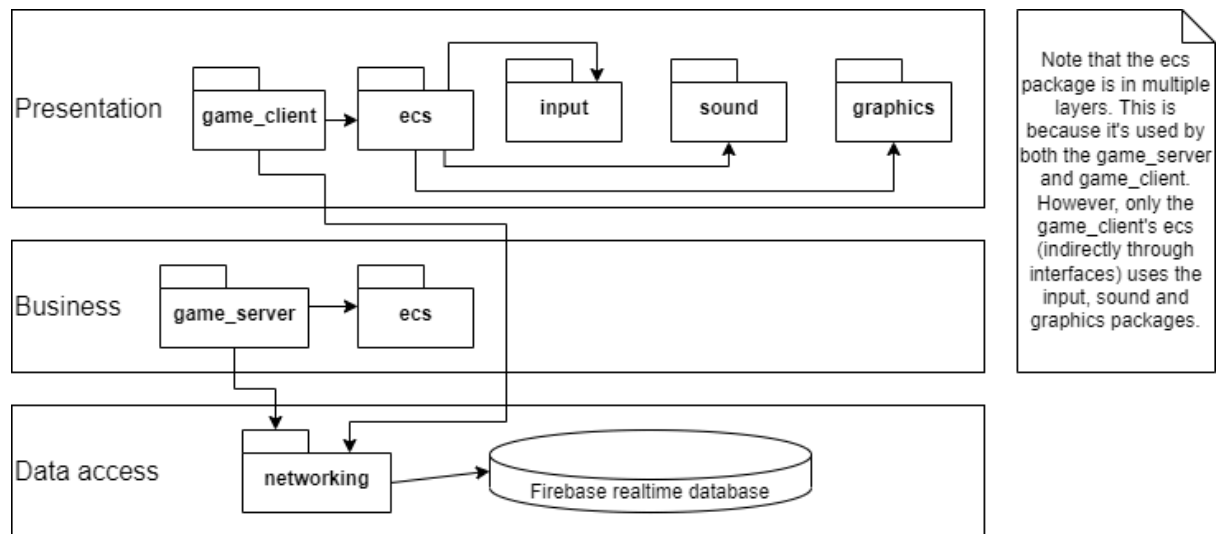 Presentation
game_client
ecs
input
sound
graphics
Business
game_server
ecs
Data access
networking
Firebase realtime database
Note that the ecs
package is in multiple
layers. This is
because it's used by
both the game_server
and game_client.
However, only the
game_client's ecs
(indirectly through
interfaces) uses the
input, sound and
graphics packages.